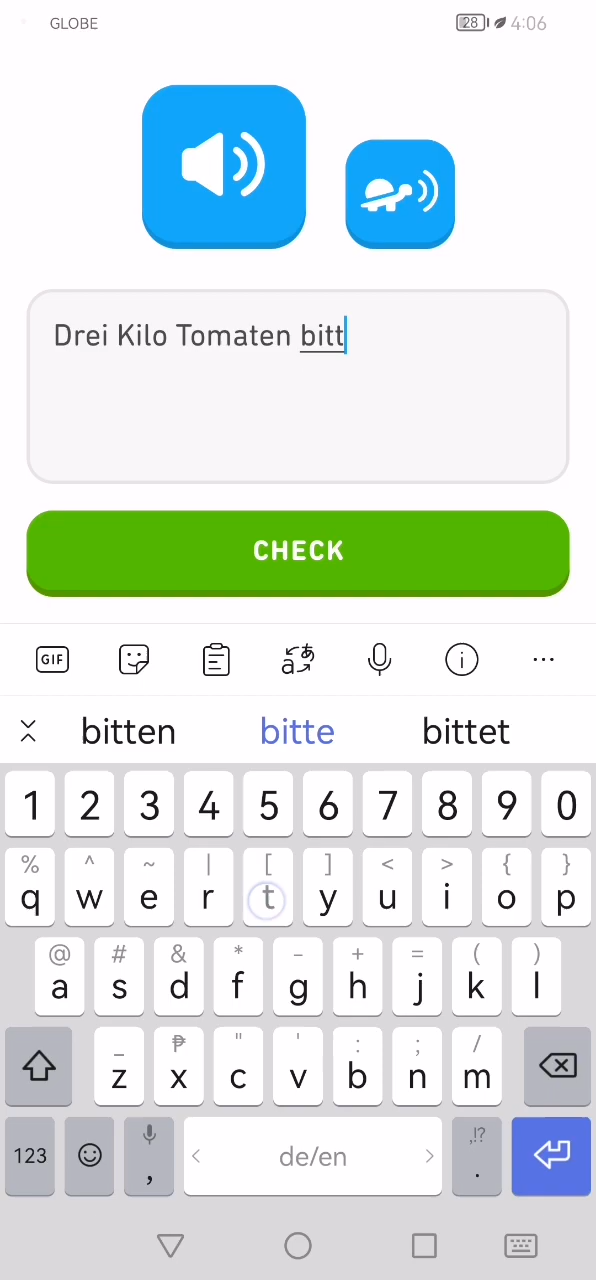 GLOBE 28 4:06
Drei Kilo Tomaten bitt
CHECK
GIF
bitten bitte bittet
1 2 3 4 5 6 7 8 9 0
% ^ ~ | [ ] < > { }
q w e r t y u i o p
@ # & * - + = ( )
a s d f g h j k l
_ ₱ " ' : ; /
z x c v b n m
123 , < de/en > ,!? .